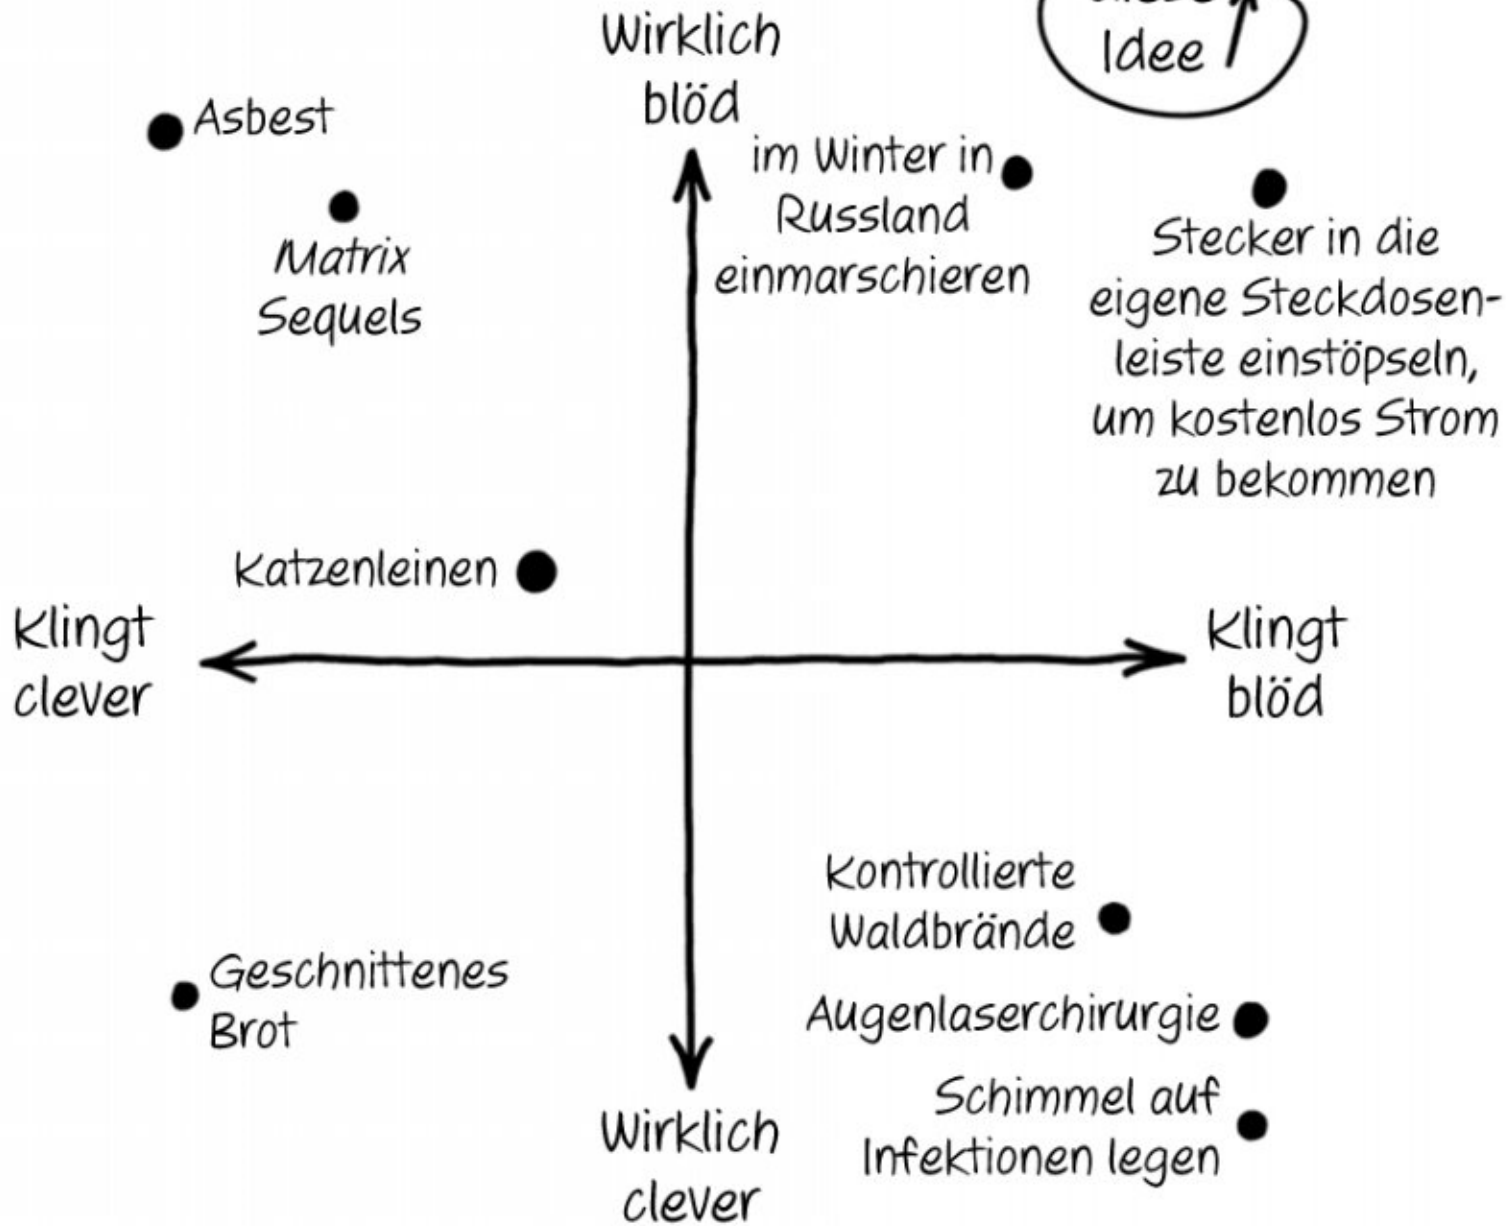 Idee
Wirklich
blöd
Asbest
Matrix
Sequels
im Winter in
Russland
einmarschieren
Stecker in die
eigene Steckdosen-
leiste einstöpseln,
um kostenlos Strom
zu bekommen
Katzenleinen
Klingt
clever
Klingt
blöd
Kontrollierte
Waldbrände
Geschnittenes
Brot
Augenlaserchirurgie
Schimmel auf
Infektionen legen
Wirklich
clever